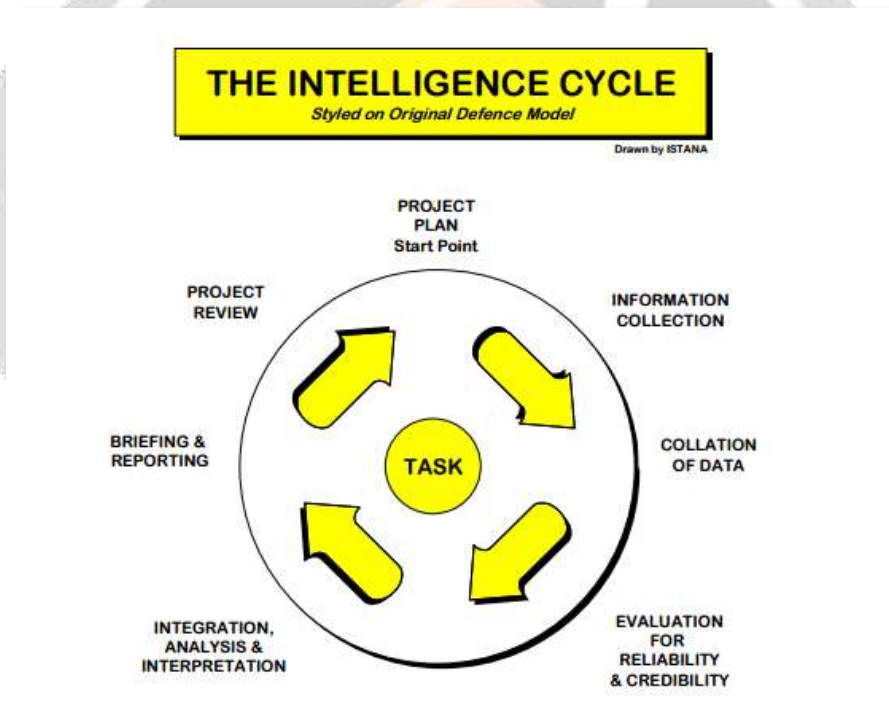 THE INTELLIGENCE CYCLE
Styled on Original Defence Model
Drawn by ISTANA
PROJECT
PLAN
Start Point
INFORMATION
COLLECTION
COLLATION
OF DATA
EVALUATION
FOR
RELIABILITY
& CREDIBILITY
INTEGRATION,
ANALYSIS &
INTERPRETATION
BRIEFING &
REPORTING
PROJECT
REVIEW
TASK